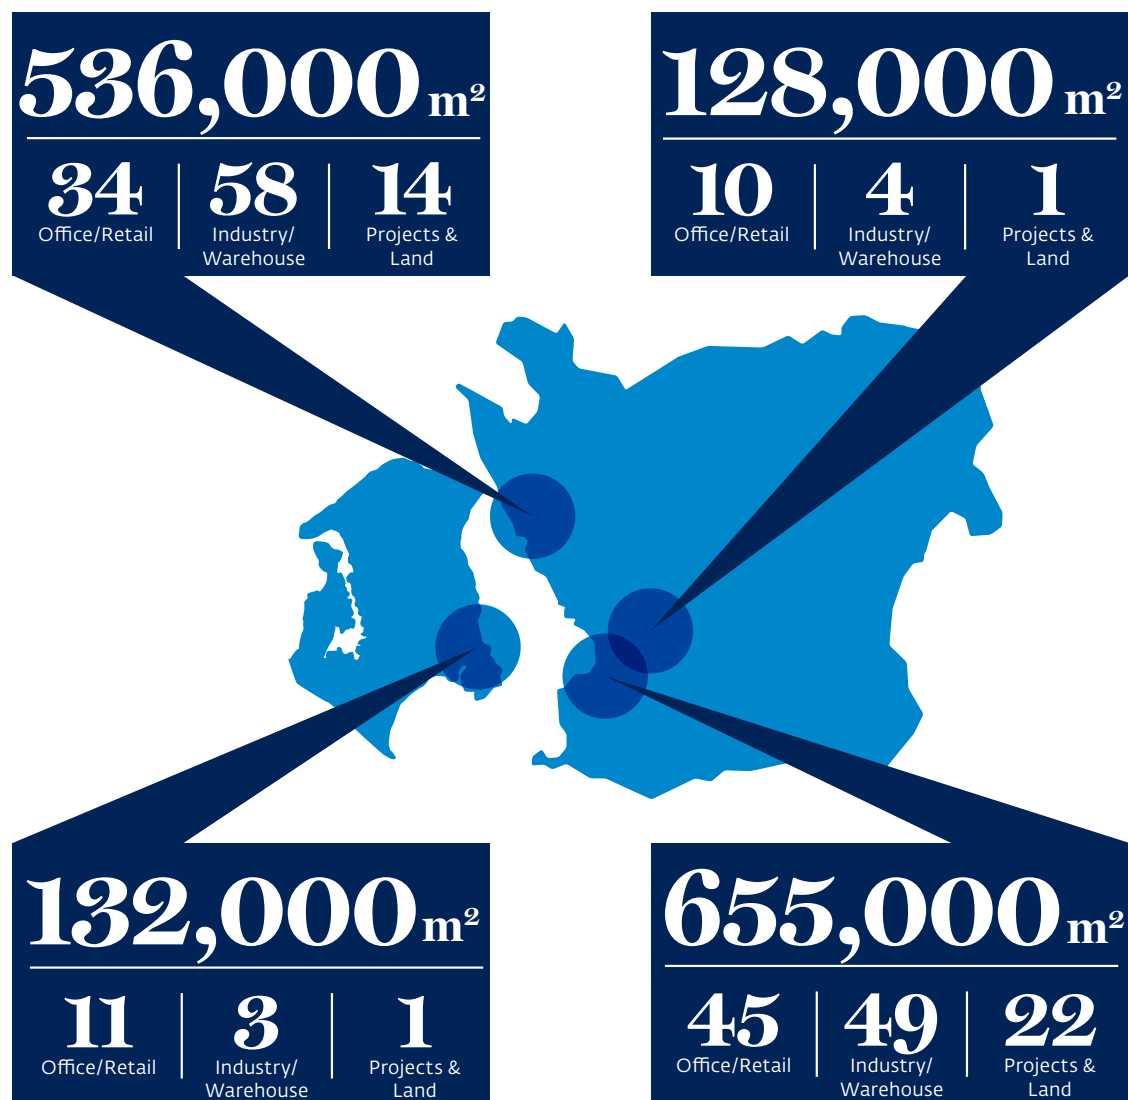 536,000 m²
34 58 14
Office/Retail Industry/ Projects &
Warehouse Land
128,000 m²
10 4 1
Office/Retail Industry/ Projects &
Warehouse Land
132,000 m²
11 3 1
Office/Retail Industry/ Projects &
Warehouse Land
655,000 m²
45 49 22
Office/Retail Industry/ Projects &
Warehouse Land